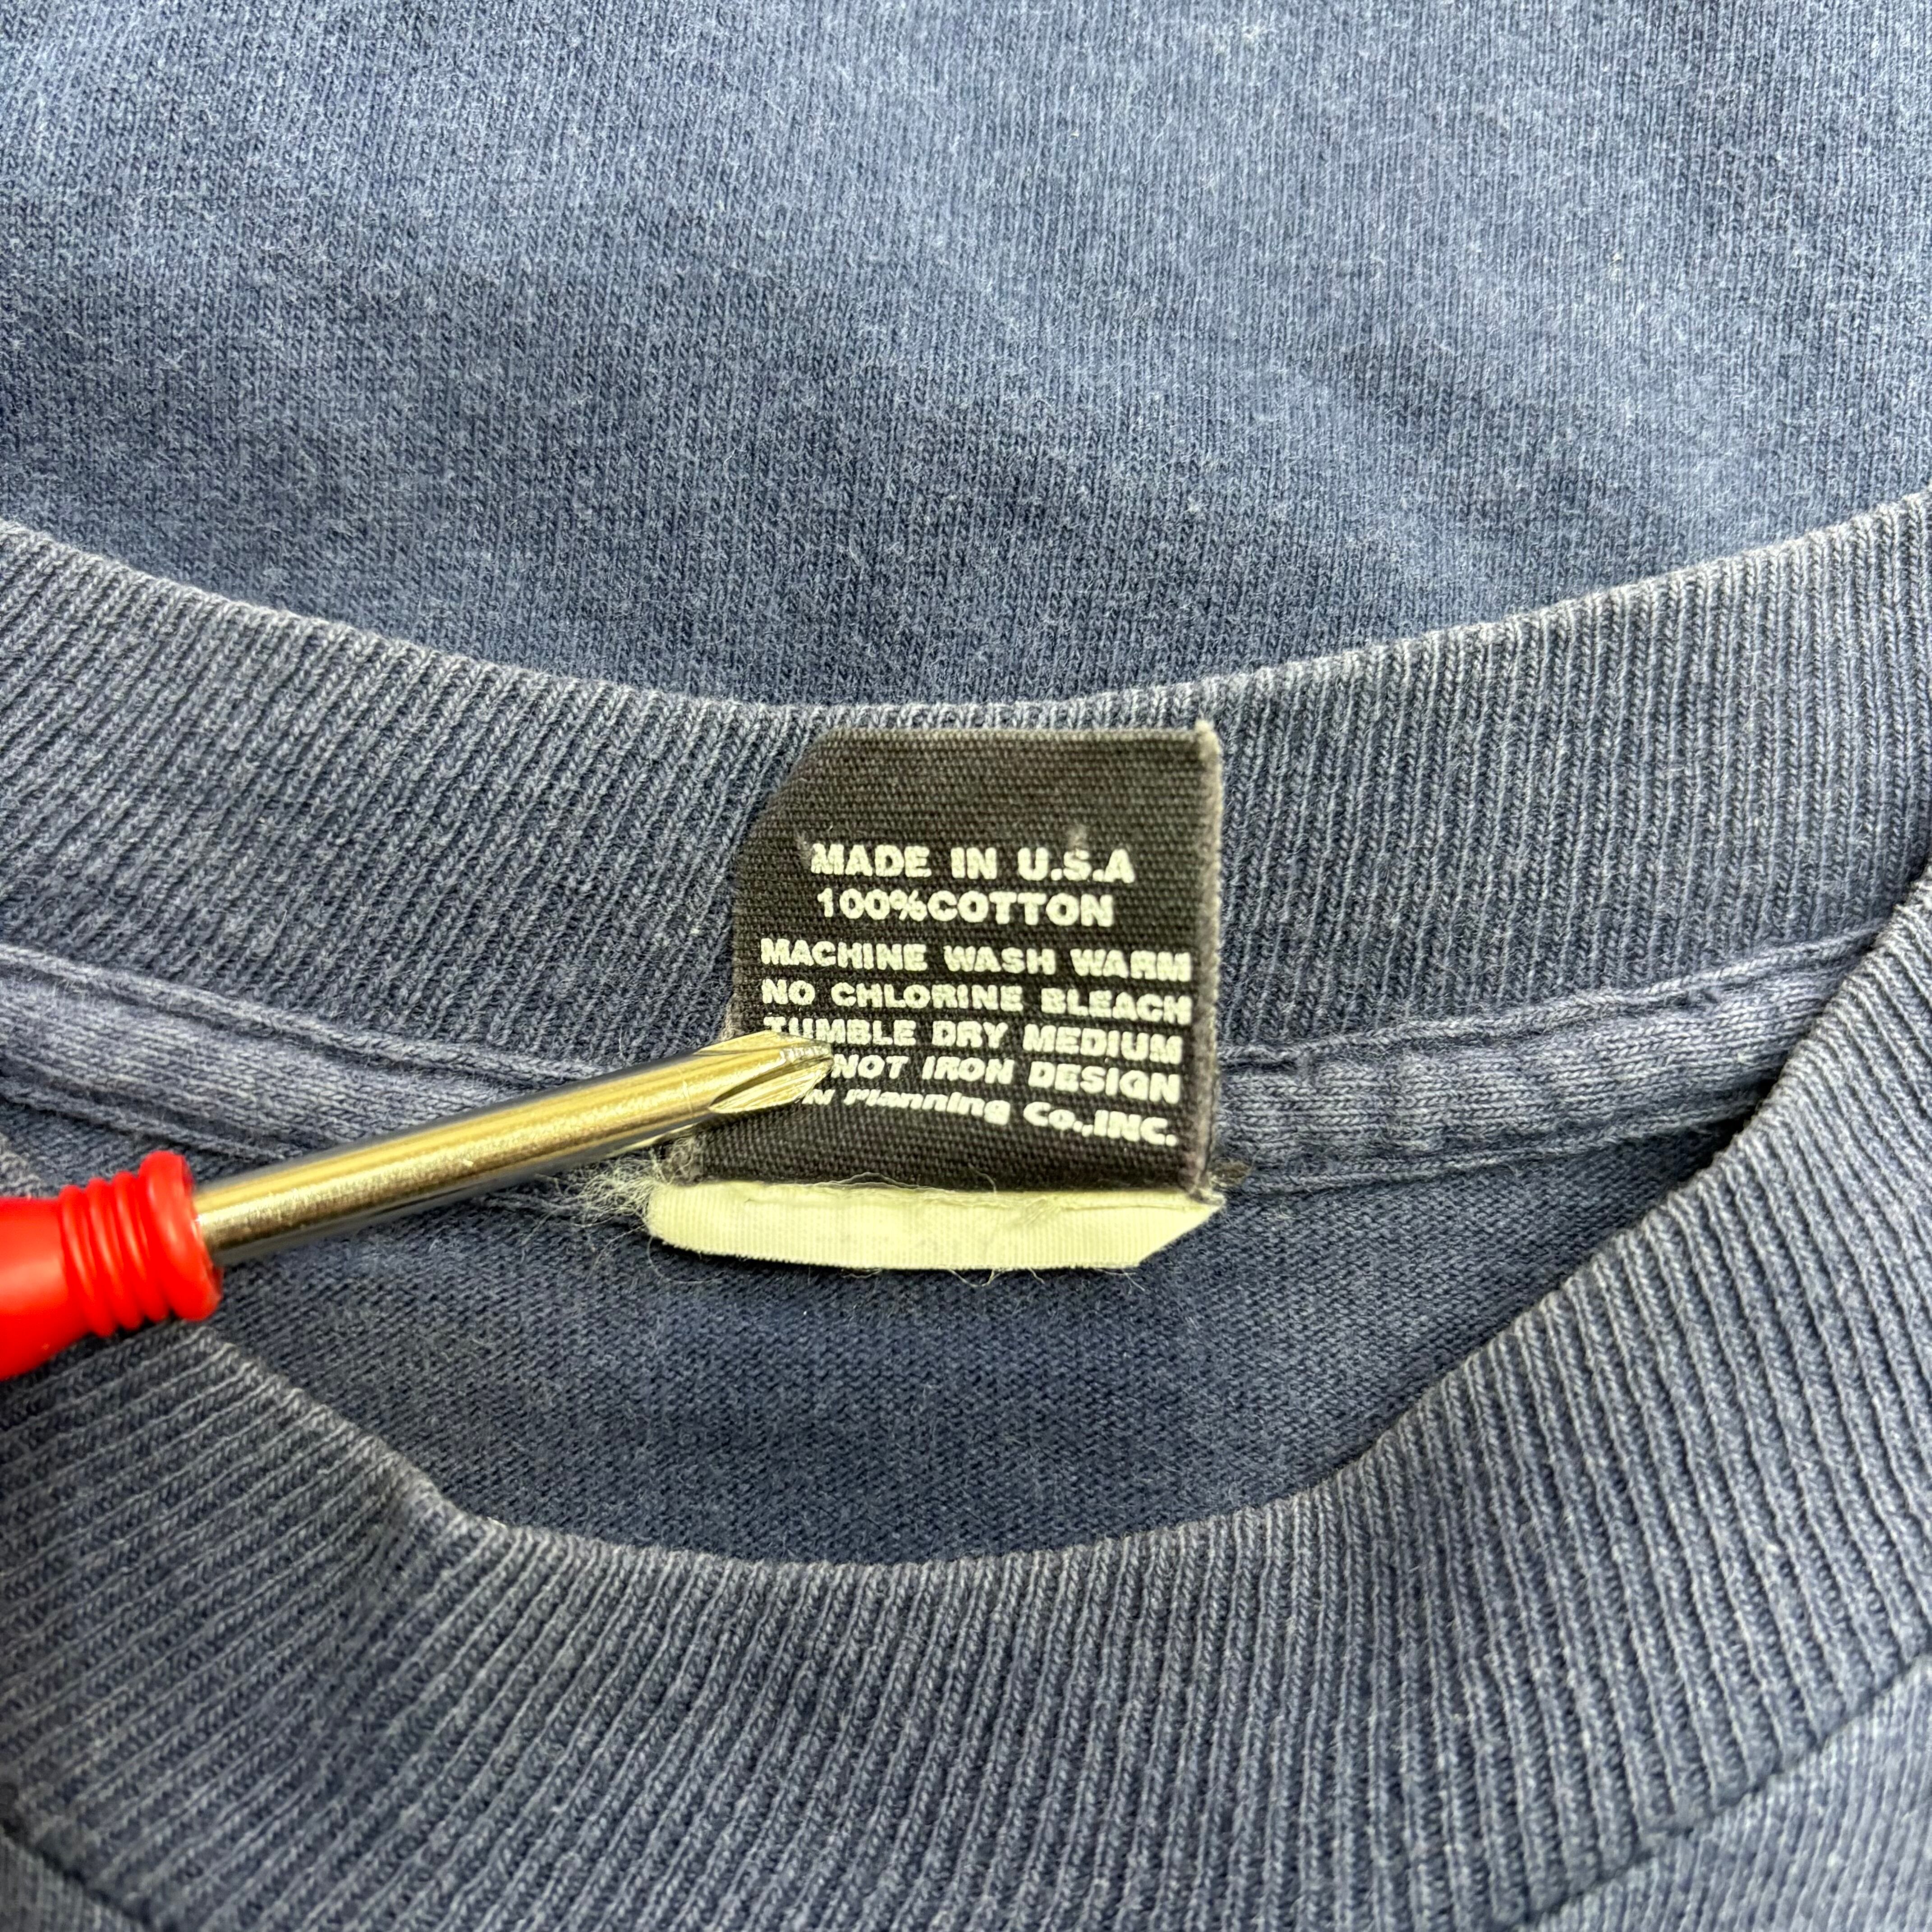 MADE IN U.S.A
100%COTTON
MACHINE WASH WARM
NO CHLORINE BLEACH
TUMBLE DRY MEDIUM
NOT IRON DESIGN
Planning Co.,INC.